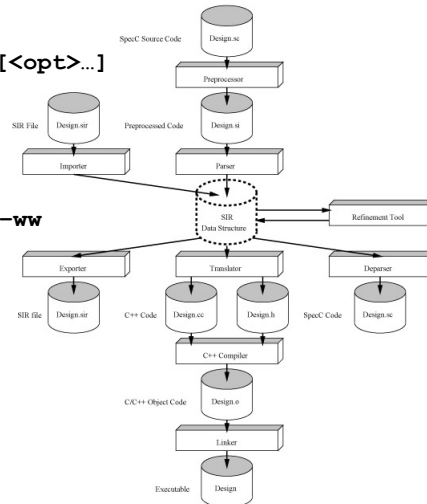 SpecC Source Code
Design.sc
[<opt>…]
Preprocessor
SIR File
Design.sir
Preprocessed Code
Design.si
Importer
Parser
-ww
SIR
Data Structure
Refinement Tool
Exporter
Translator
Deparser
SIR file
Design.sir
C++ Code
Design.cc
Design.h
SpecC Code
Design.sc
C++ Compiler
C/C++ Object Code
Design.o
Linker
Executable
Design